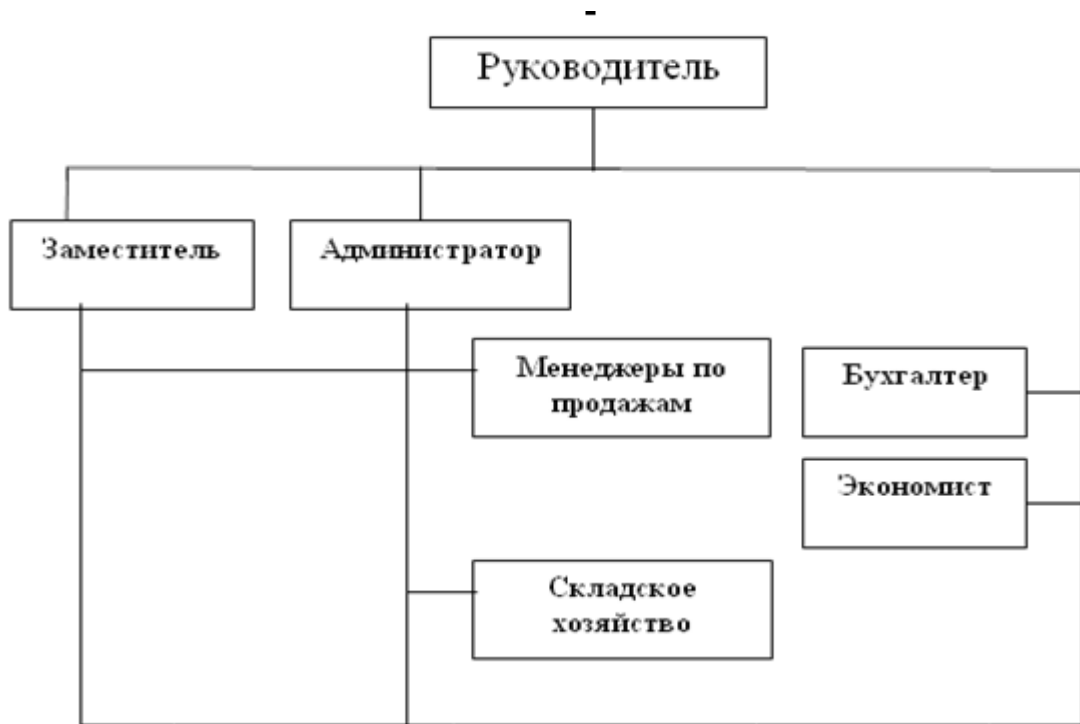 -
Руководитель
Заместитель
Администратор
Менеджеры по
продажам
Бухгалтер
Экономист
Складское
хозяйство